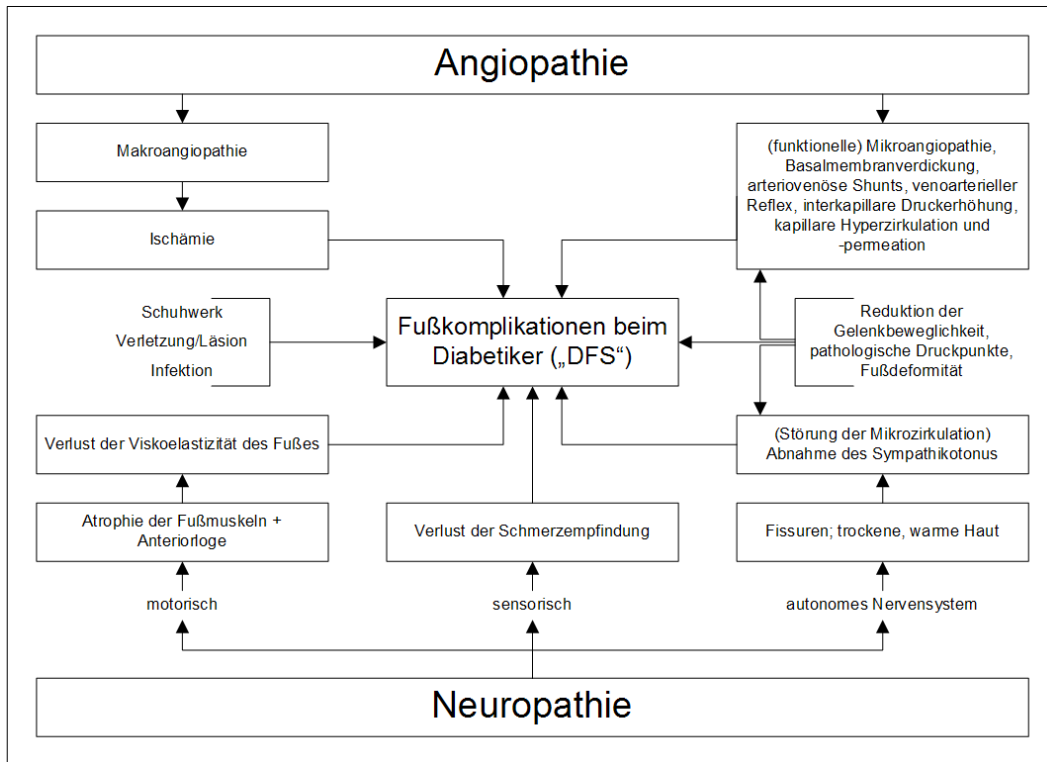 Angiopathie
Makroangiopathie
(funktionelle) Mikroangiopathie,
Basalmembranverdickung,
arteriovenöse Shunts, venoarterieller
Reflex, interkapillare Druckerhöhung,
kapillare Hyperzirkulation und
-permeation
Ischämie
Schuhwerk
Verletzung/Läsion
Infektion
Fußkomplikationen beim
Diabetiker („DFS“)
Reduktion der
Gelenkbeweglichkeit,
pathologische Druckpunkte,
Fußdeformität
Verlust der Viskoelastizität des Fußes
(Störung der Mikrozirkulation)
Abnahme des Sympathikotonus
Atrophie der Fußmuskeln +
Anteriorloge
Verlust der Schmerzempfindung
Fissuren; trockene, warme Haut
motorisch
sensorisch
autonomes Nervensystem
Neuropathie